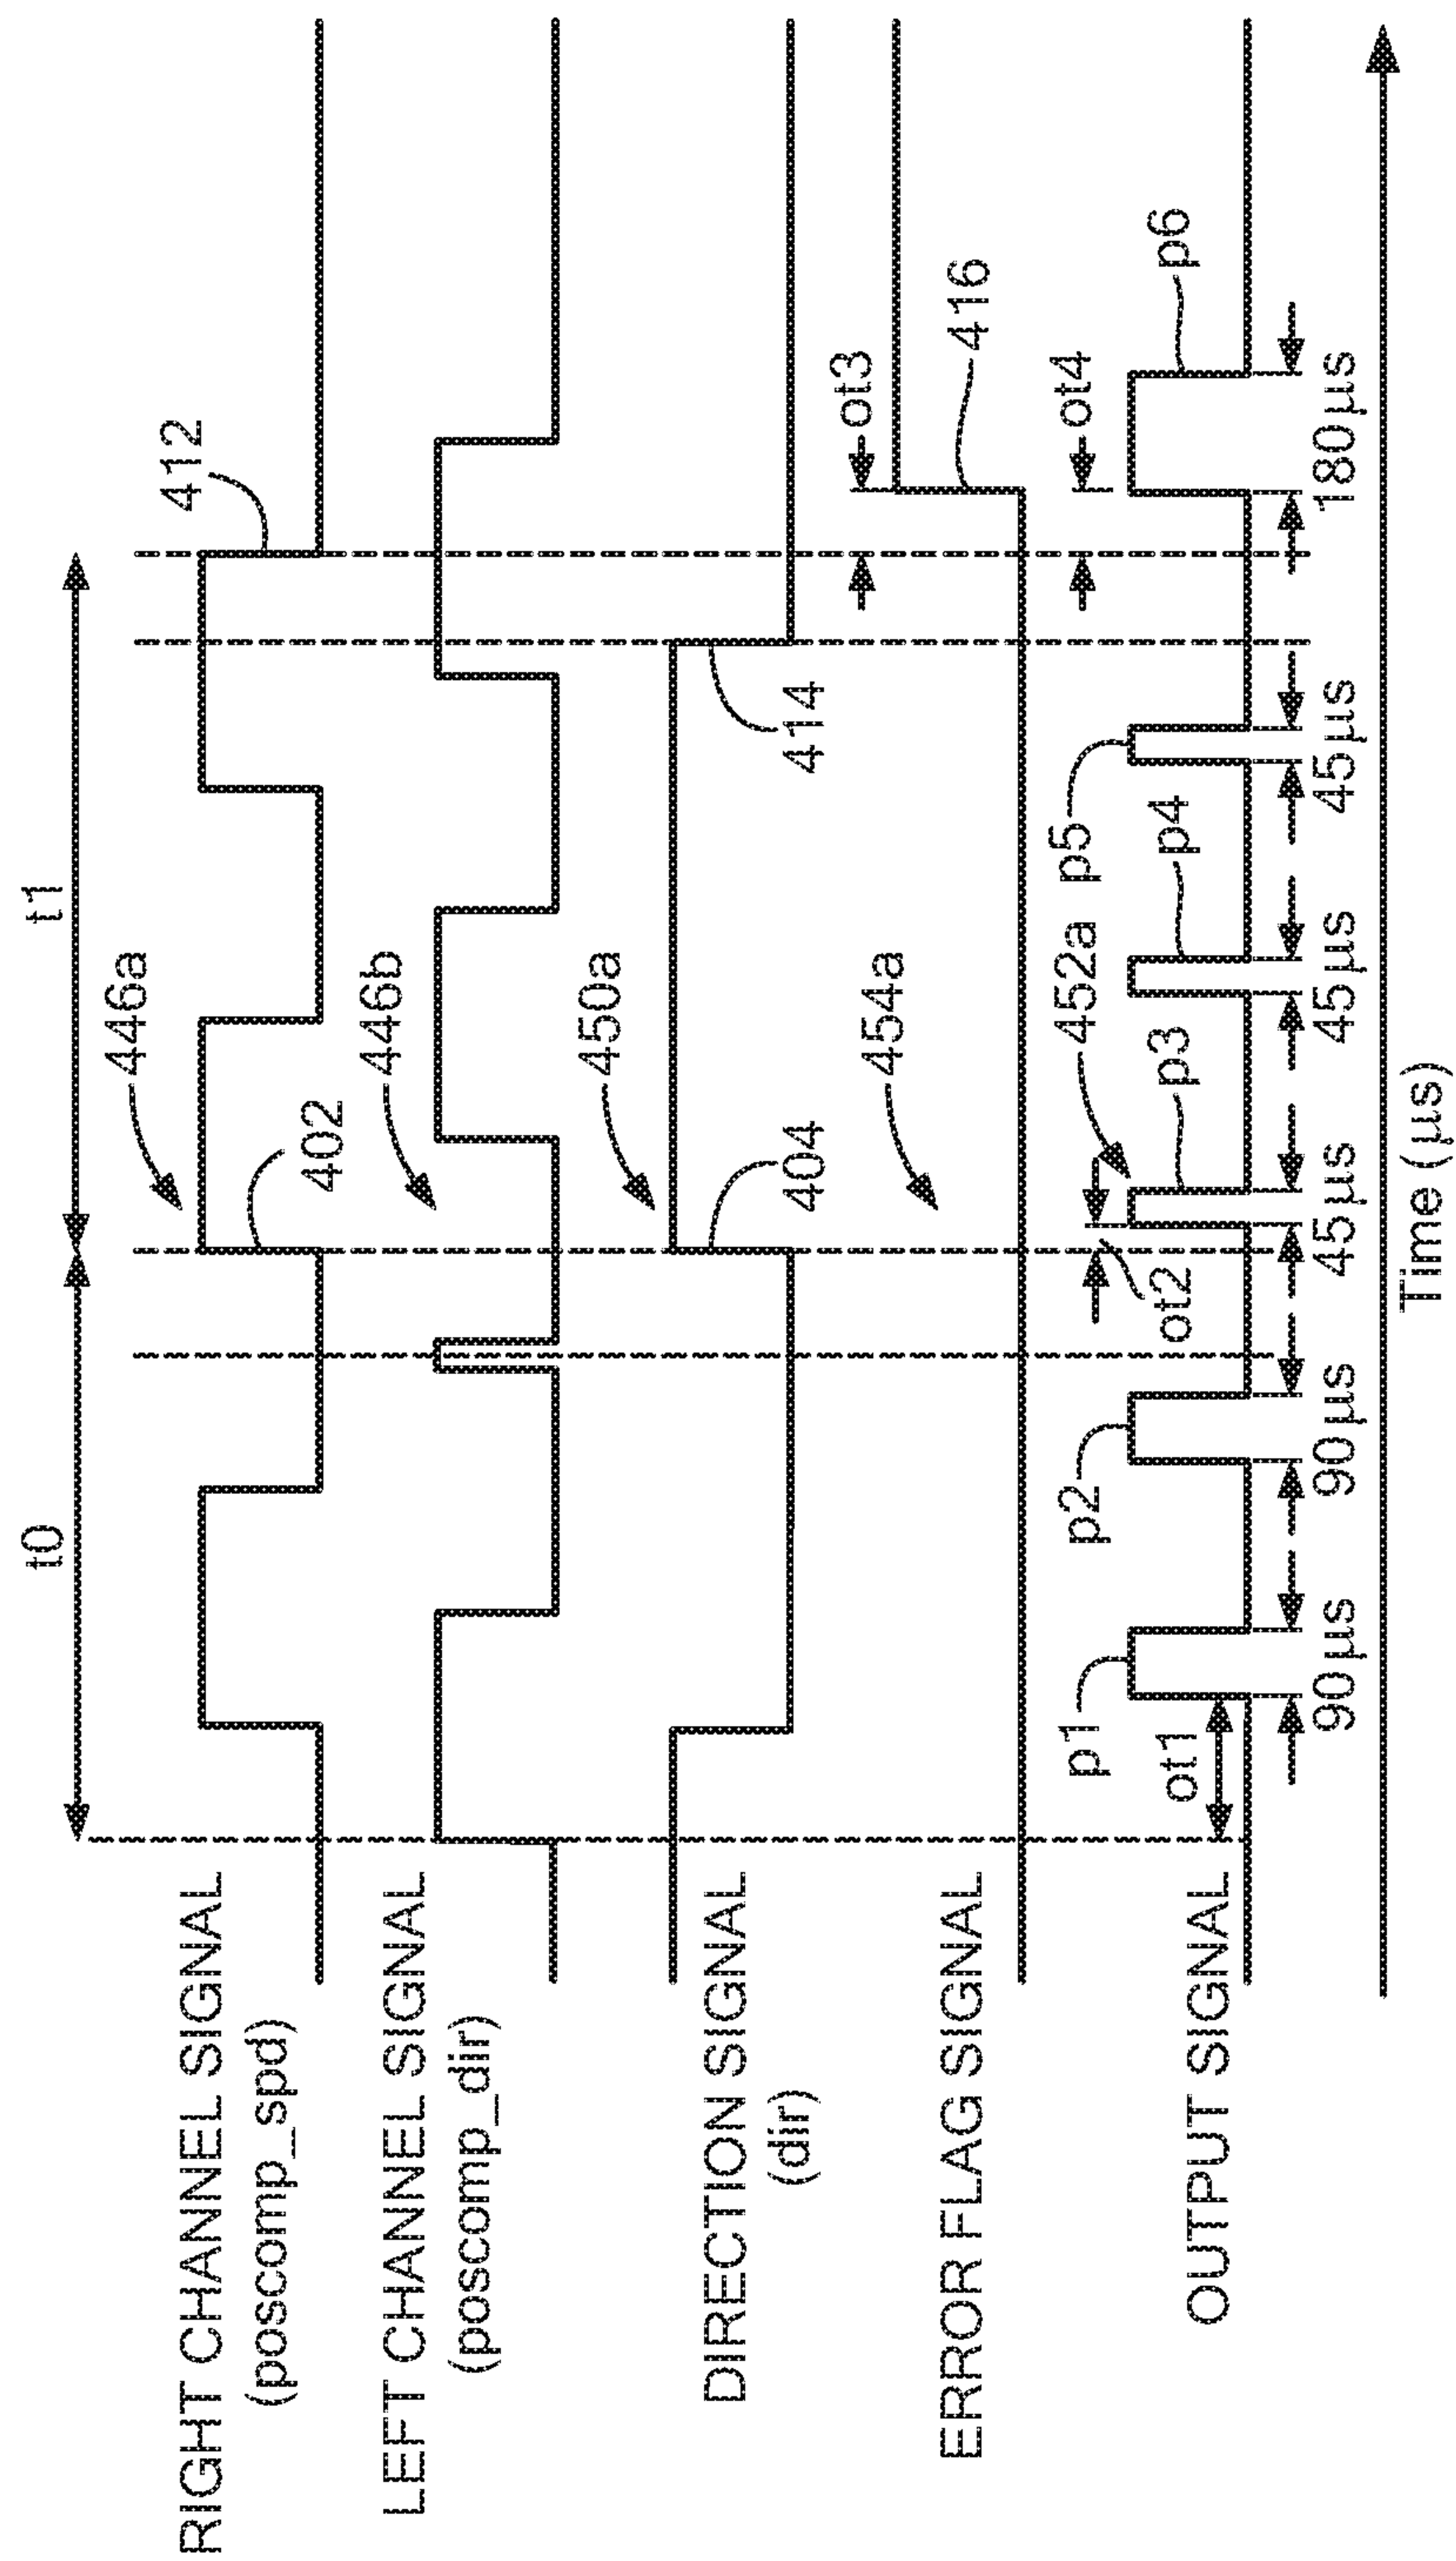 t0
t1
RIGHT CHANNEL SIGNAL
(poscomp_spd)
446a
402
412
LEFT CHANNEL SIGNAL
(poscomp_dir)
446b
DIRECTION SIGNAL
(dir)
450a
404
414
ERROR FLAG SIGNAL
454a
ot3
416
OUTPUT SIGNAL
ot1
p1
p2
ot2
452a
p3
p4
p5
ot4
p6
90 µs
90 µs
45 µs
45 µs
45 µs
180 µs
Time (µs)